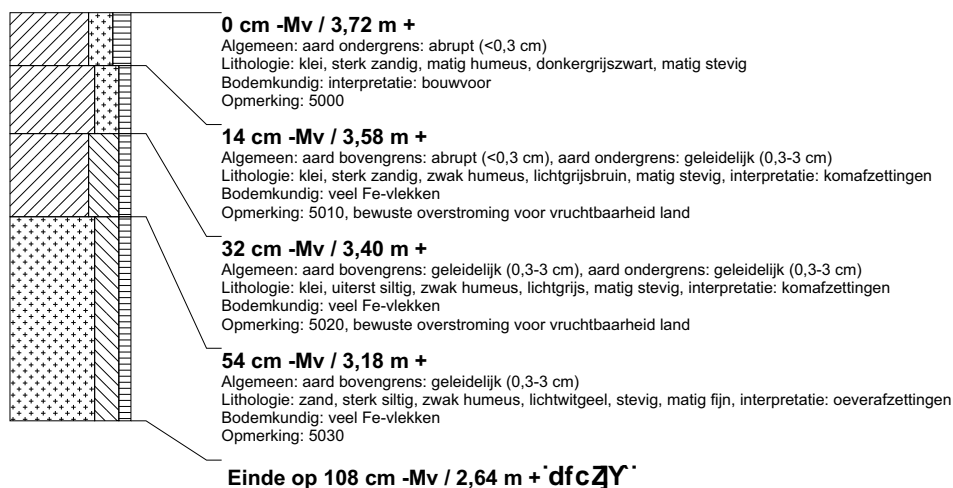 0 cm -Mv / 3,72 m +
Algemeen: aard ondergrens: abrupt (<0,3 cm)
Lithologie: klei, sterk zandig, matig humeus, donkergrijszwart, matig stevig
Bodemkundig: interpretatie: bouwvoor
Opmerking: 5000
14 cm -Mv / 3,58 m +
Algemeen: aard bovengrens: abrupt (<0,3 cm), aard ondergrens: geleidelijk (0,3-3 cm)
Lithologie: klei, sterk zandig, zwak humeus, lichtgrijsbruin, matig stevig, interpretatie: komafzettingen
Bodemkundig: veel Fe-vlekken
Opmerking: 5010, bewuste overstroming voor vruchtbaarheid land
32 cm -Mv / 3,40 m +
Algemeen: aard bovengrens: geleidelijk (0,3-3 cm), aard ondergrens: geleidelijk (0,3-3 cm)
Lithologie: klei, uiterst siltig, zwak humeus, lichtgrijs, matig stevig, interpretatie: komafzettingen
Bodemkundig: veel Fe-vlekken
Opmerking: 5020, bewuste overstroming voor vruchtbaarheid land
54 cm -Mv / 3,18 m +
Algemeen: aard bovengrens: geleidelijk (0,3-3 cm)
Lithologie: zand, sterk siltig, zwak humeus, lichtwitgeel, stevig, matig fijn, interpretatie: oeverafzettingen
Bodemkundig: veel Fe-vlekken
Opmerking: 5030
Einde op 108 cm -Mv / 2,64 m +